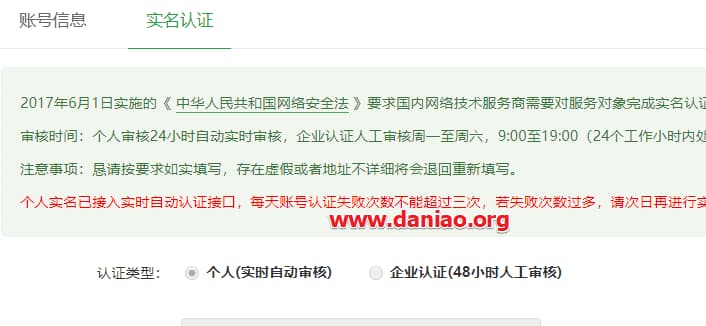 账号信息 实名认证
2017年6月1日实施的《 中华人民共和国网络安全法 》要求国内网络技术服务商需要对服务对象完成实名认证
审核时间：个人审核24小时自动实时审核，企业认证人工审核周一至周六，9:00至19:00（24个工作小时内处
注意事项：恳请按要求如实填写，存在虚假或者地址不详细将会退回重新填写。
个人实名已接入实时自动认证接口，每天账号认证失败次数不能超过三次，若失败次数过多，请次日再进行实
www.daniao.org
认证类型： 个人(实时自动审核) 企业认证(48小时人工审核)